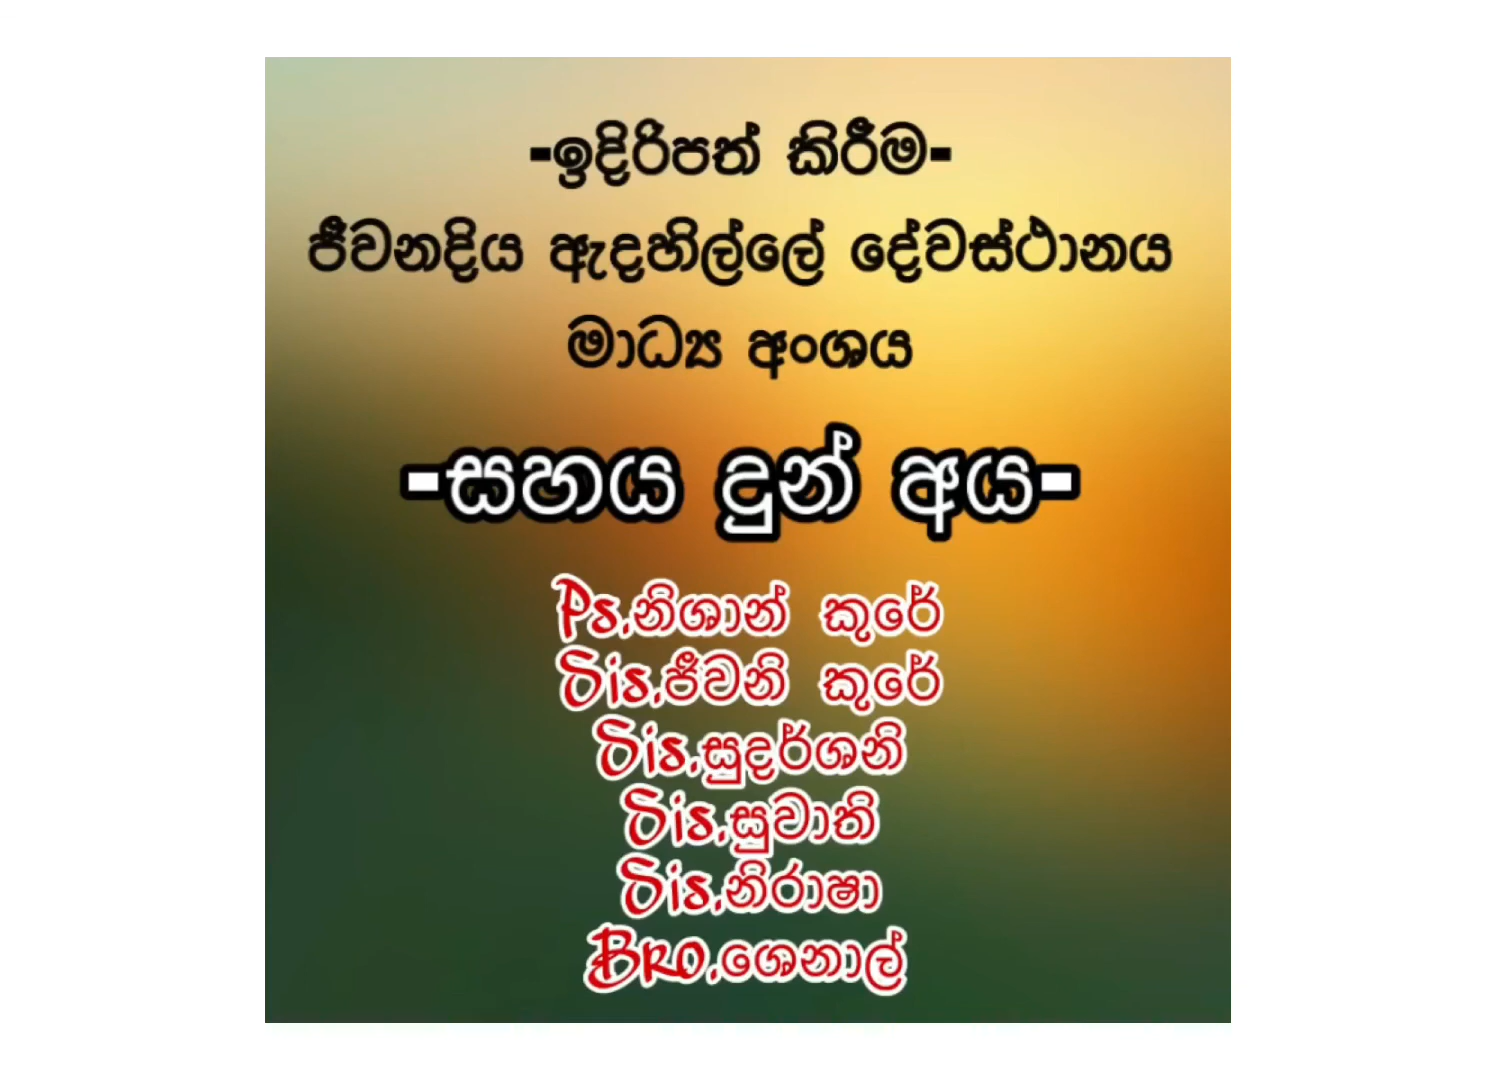 -ඉදිරිපත් කිරීම-
ජීවනදිය ඇදහිල්ලේ දේවස්ථානය
මාධ්‍ය අංශය
-සහය දුන් අය-
Ps.නිශාන් කුරේ
Sis.ජීවනි කුරේ
Sis.සුදර්ශනි
Sis.සුවාති
Sis.නිරාෂා
Bro.ශෙනාල්